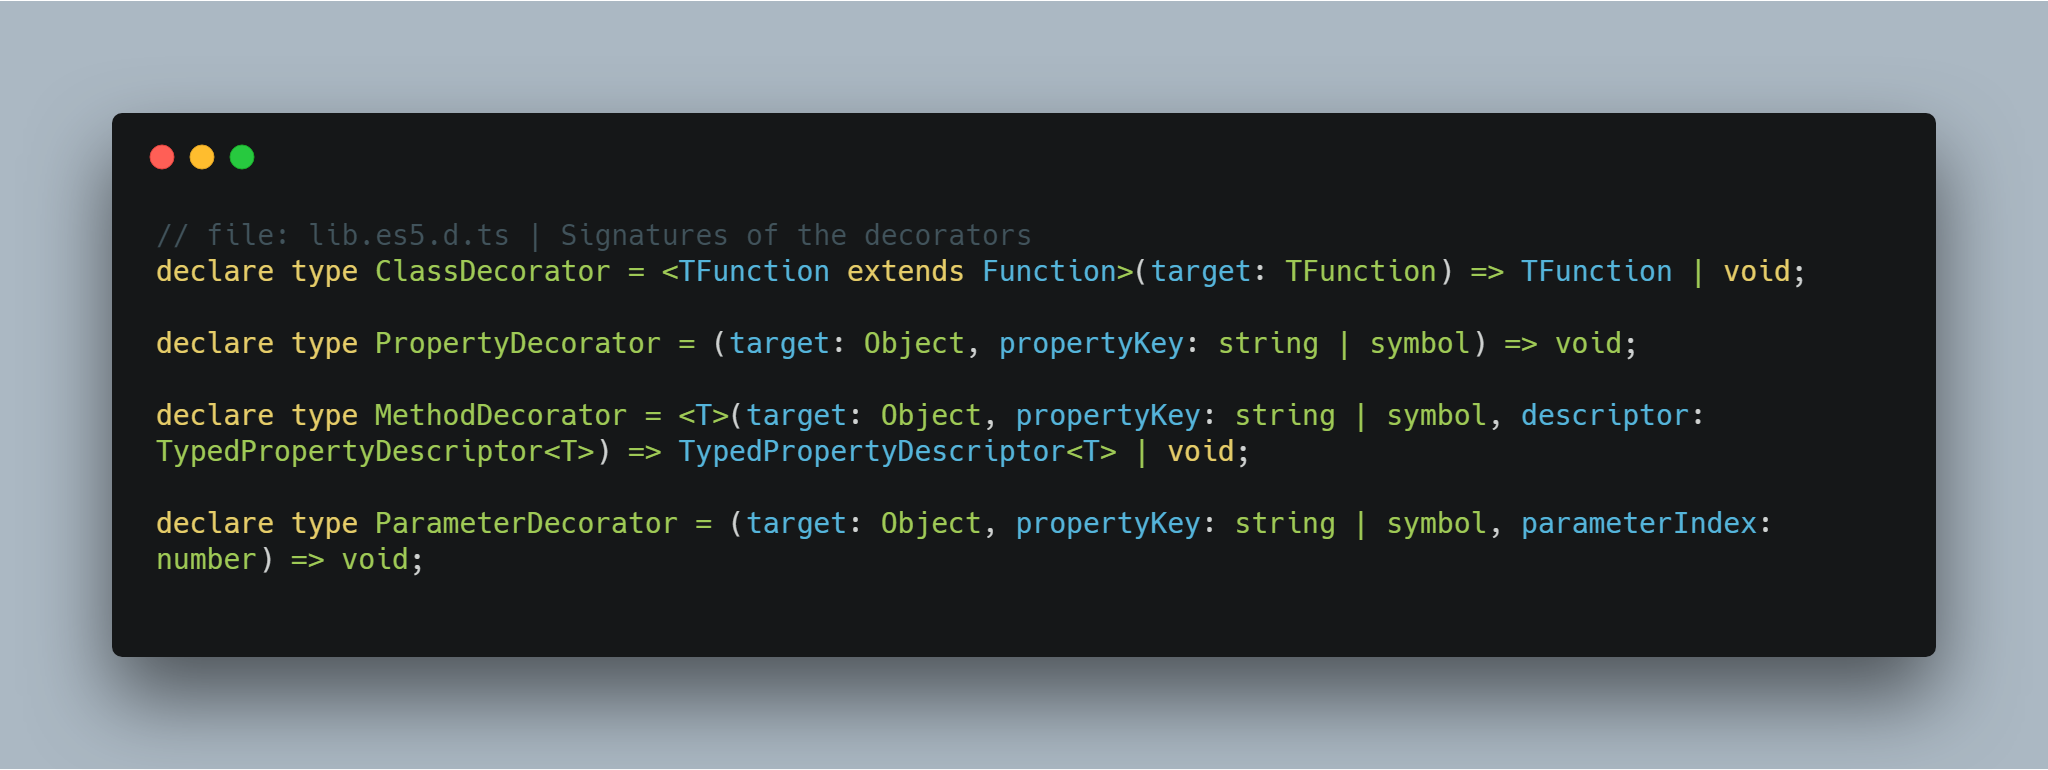 // file: lib.es5.d.ts | Signatures of the decorators
declare type ClassDecorator = <TFunction extends Function>(target: TFunction) => TFunction | void;
declare type PropertyDecorator = (target: Object, propertyKey: string | symbol) => void;
declare type MethodDecorator = <T>(target: Object, propertyKey: string | symbol, descriptor:
TypedPropertyDescriptor<T>) => TypedPropertyDescriptor<T> | void;
declare type ParameterDecorator = (target: Object, propertyKey: string | symbol, parameterIndex:
number) => void;